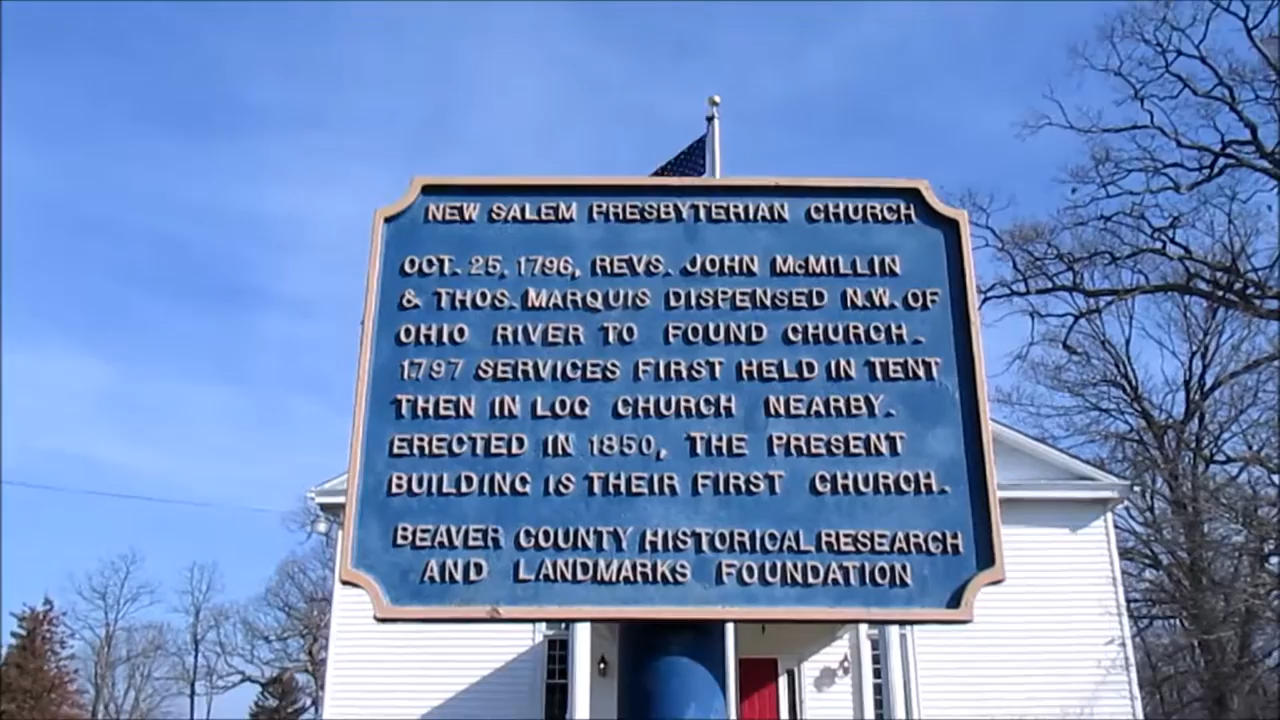 NEW SALEM PRESBYTERIAN CHURCH
OCT. 25, 1796, REVS. JOHN McMILLIN
& THOS. MARQUIS DISPENSED N.W. OF
OHIO RIVER TO FOUND CHURCH.
1797 SERVICES FIRST HELD IN TENT
THEN IN LOG CHURCH NEARBY.
ERECTED IN 1850, THE PRESENT
BUILDING IS THEIR FIRST CHURCH.
BEAVER COUNTY HISTORICAL RESEARCH
AND LANDMARKS FOUNDATION